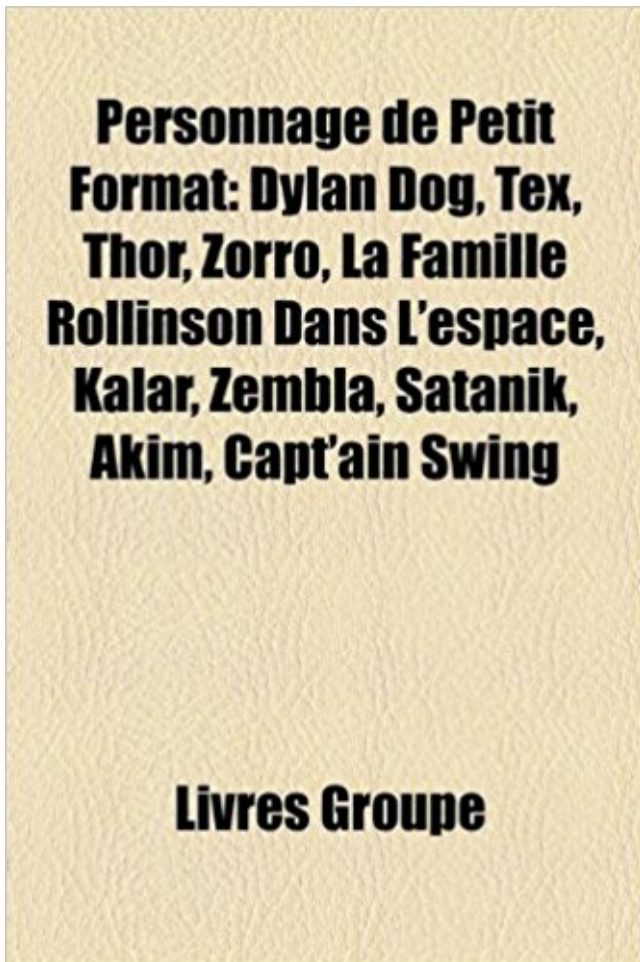 Personnage de Petit
Format: Dylan Dog, Tex,
Thor, Zorro, La Famille
Rollinson Dans L'espace,
Kalar, Zembla, Satanik,
Akim, Capt'ain Swing
Livres Groupe